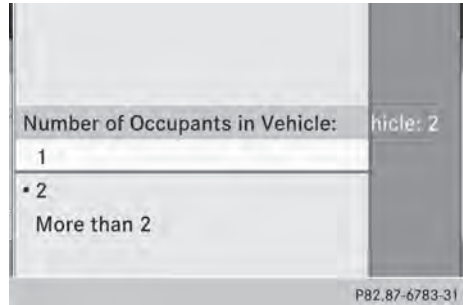 Number of Occupants in Vehicle:
hicle: 2
1
• 2
More than 2
P82.87-6783-31